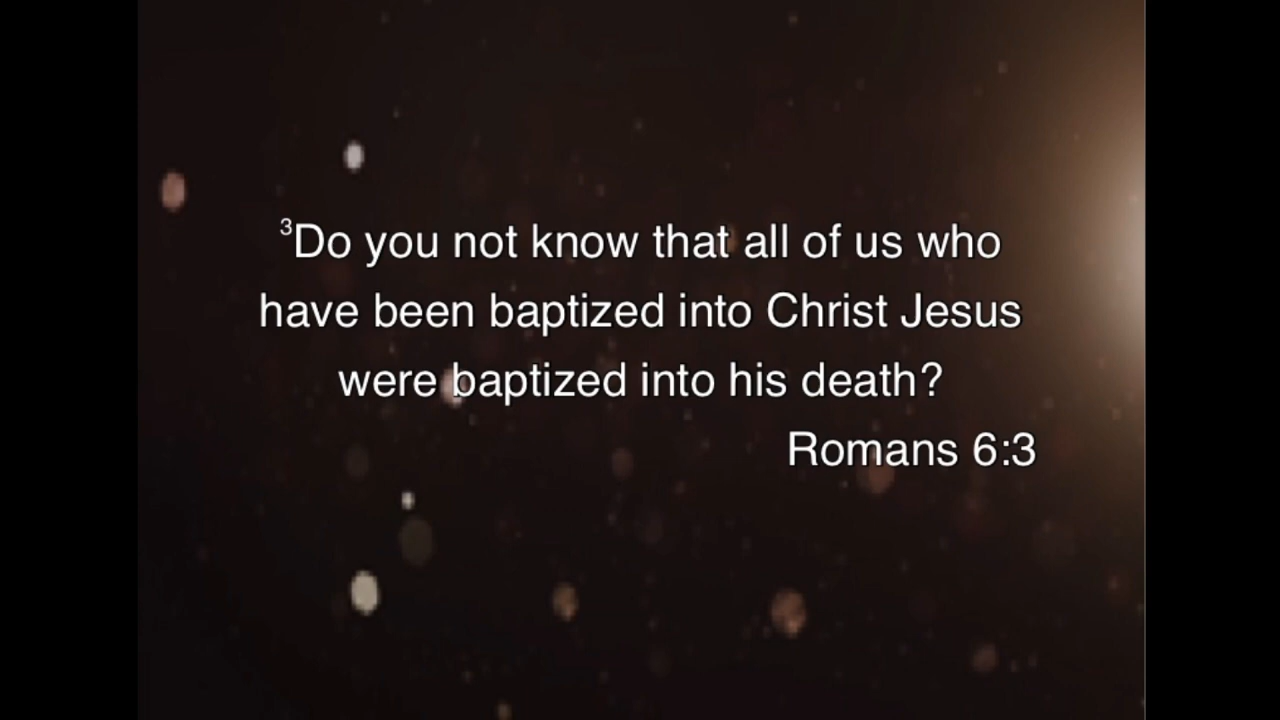 ³Do you not know that all of us who
have been baptized into Christ Jesus
were baptized into his death?
Romans 6:3